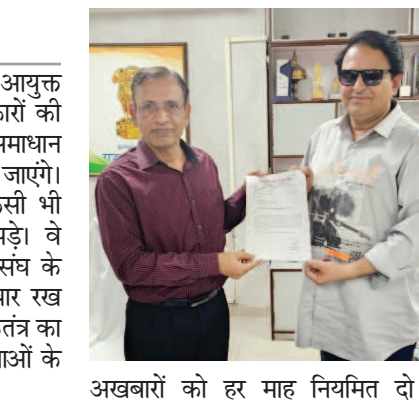 आयुक्त
कारों की
समाधान
जाएंगे।
सी भी
पड़े। वे
संघ के
चार रख
तंत्र का
ाओं के
अखबारों को हर माह नियमित दो